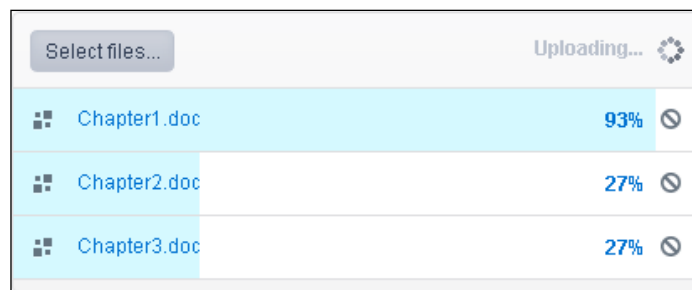 Select files... Uploading...
Chapter1.doc 93%
Chapter2.doc 27%
Chapter3.doc 27%